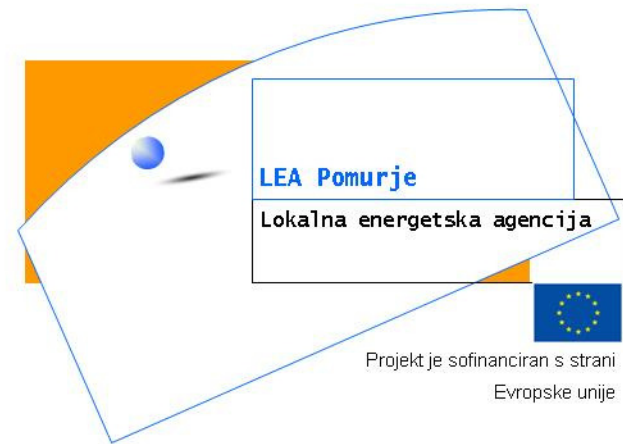 LEA Pomurje
Lokalna energetska agencija
Projekt je sofinanciran s strani
Evropske unije